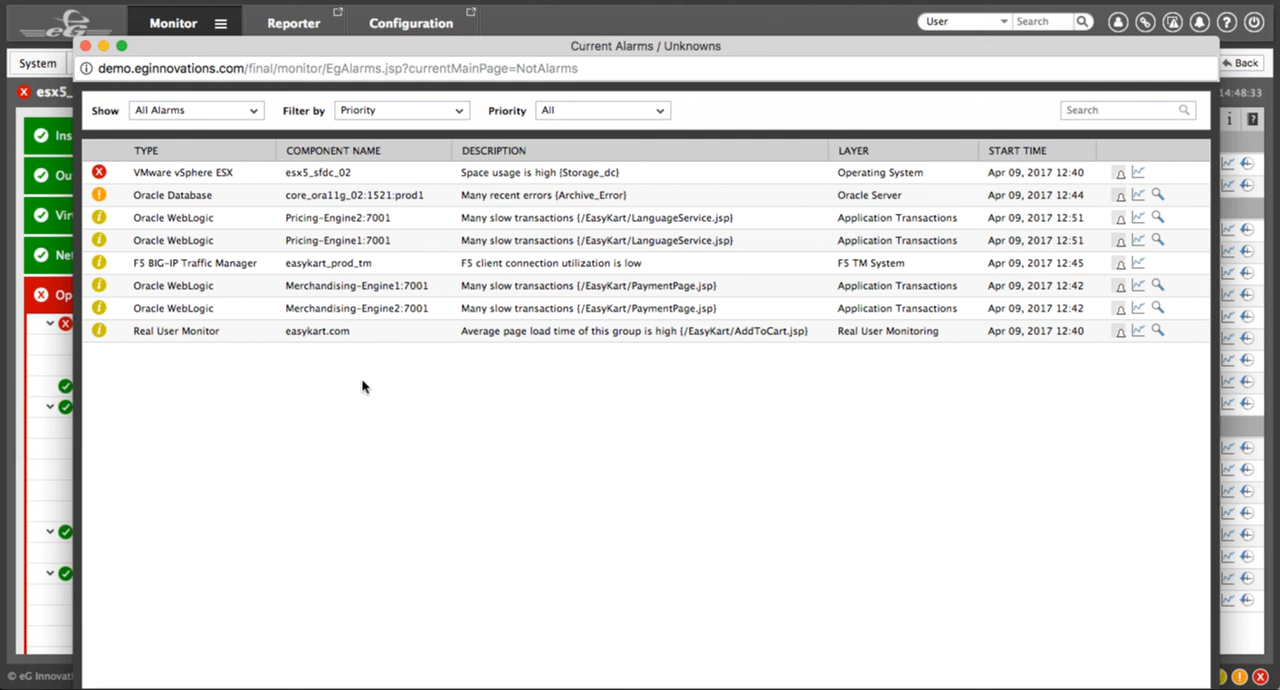 eG
Monitor
Reporter
Configuration
User
Search
Current Alarms / Unknowns
demo.eginnovations.com/final/monitor/EgAlarms.jsp?currentMainPage=NotAlarms
System
Back
esx5_
14:48:33
Show All Alarms Filter by Priority Priority All Search
TYPE COMPONENT NAME DESCRIPTION LAYER START TIME
VMware vSphere ESX esx5_sfdc_02 Space usage is high {Storage_dc} Operating System Apr 09, 2017 12:40
Oracle Database core_ora11g_02:1521:prod1 Many recent errors {Archive_Error} Oracle Server Apr 09, 2017 12:44
Oracle WebLogic Pricing-Engine2:7001 Many slow transactions {/EasyKart/LanguageService.jsp} Application Transactions Apr 09, 2017 12:51
Oracle WebLogic Pricing-Engine1:7001 Many slow transactions {/EasyKart/LanguageService.jsp} Application Transactions Apr 09, 2017 12:51
F5 BIG-IP Traffic Manager easykart_prod_tm F5 client connection utilization is low F5 TM System Apr 09, 2017 12:45
Oracle WebLogic Merchandising-Engine1:7001 Many slow transactions {/EasyKart/PaymentPage.jsp} Application Transactions Apr 09, 2017 12:42
Oracle WebLogic Merchandising-Engine2:7001 Many slow transactions {/EasyKart/PaymentPage.jsp} Application Transactions Apr 09, 2017 12:42
Real User Monitor easykart.com Average page load time of this group is high {/EasyKart/AddToCart.jsp} Real User Monitoring Apr 09, 2017 12:40
Ins
Ou
Vir
Net
Op
© eG Innovati